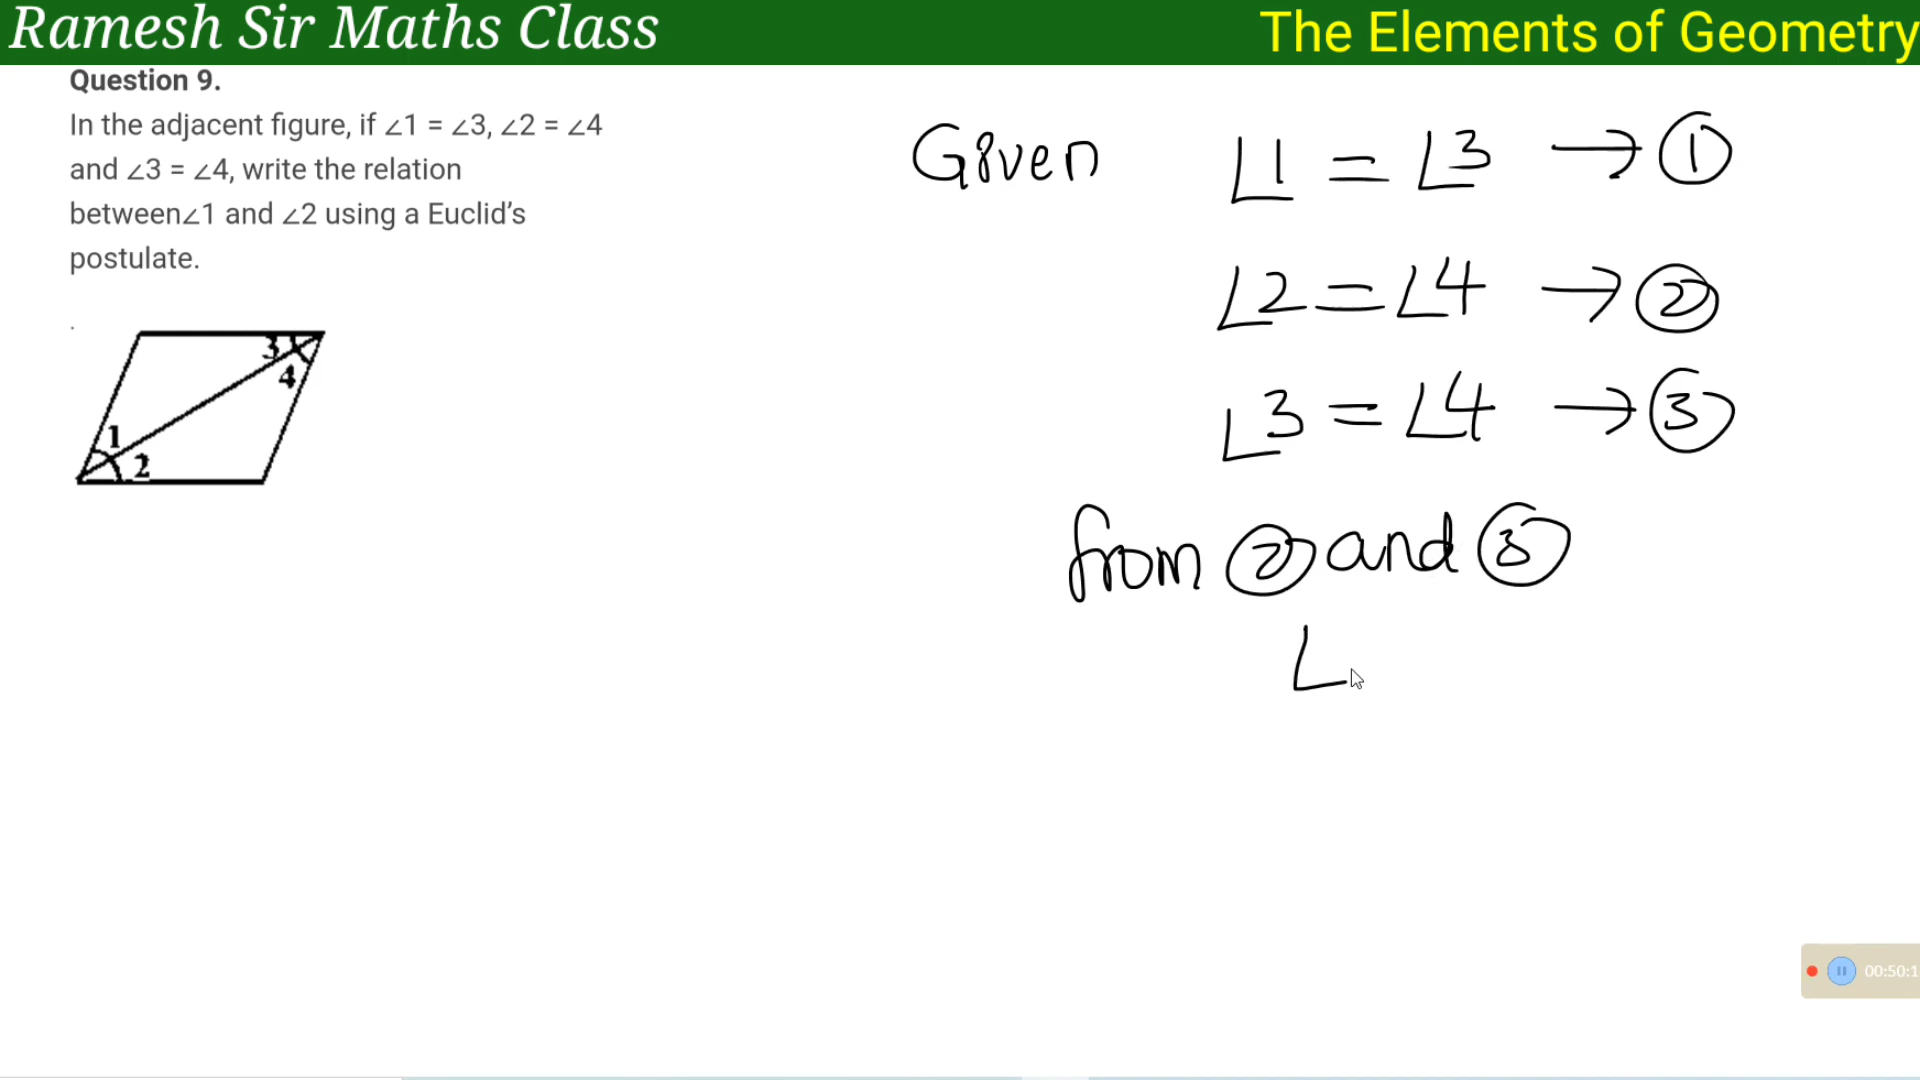 Ramesh Sir Maths Class
The Elements of Geometry
Question 9.
In the adjacent figure, if ∠1 = ∠3, ∠2 = ∠4
and ∠3 = ∠4, write the relation
between∠1 and ∠2 using a Euclid’s
postulate.
3
4
1
2
Given ∠1 = ∠3 → ①
∠2 = ∠4 → ②
∠3 = ∠4 → ③
from ② and ③
∠
00:50:1